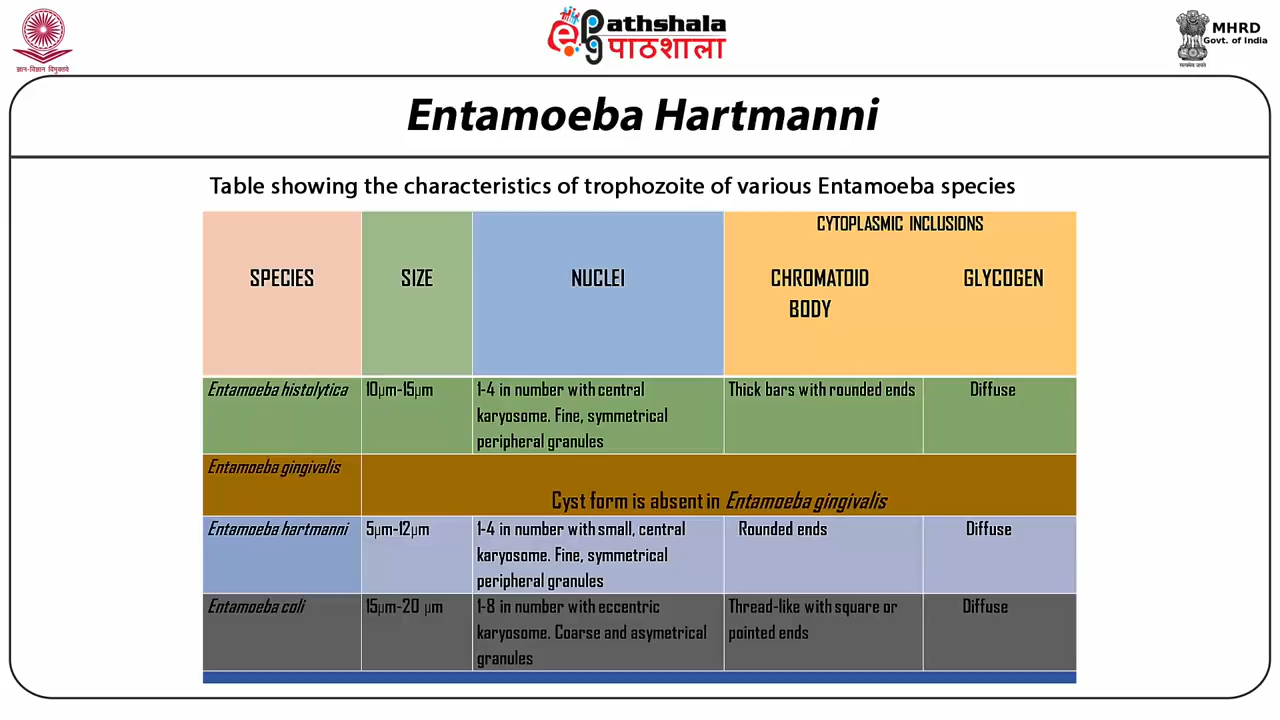 ज्ञान-विज्ञान विमुक्तये
ePg Pathshala
पाठशाला
MHRD
Govt. of India
सत्यमेव जयते
Entamoeba Hartmanni
Table showing the characteristics of trophozoite of various Entamoeba species
SPECIES
SIZE
NUCLEI
CYTOPLASMIC INCLUSIONS
CHROMATOID
BODY
GLYCOGEN
Entamoeba histolytica
10µm-15µm
1-4 in number with central
karyosome. Fine, symmetrical
peripheral granules
Thick bars with rounded ends
Diffuse
Entamoeba gingivalis
Cyst form is absent in Entamoeba gingivalis
Entamoeba hartmanni
5µm-12µm
1-4 in number with small, central
karyosome. Fine, symmetrical
peripheral granules
Rounded ends
Diffuse
Entamoeba coli
15µm-20 µm
1-8 in number with eccentric
karyosome. Coarse and asymetrical
granules
Thread-like with square or
pointed ends
Diffuse